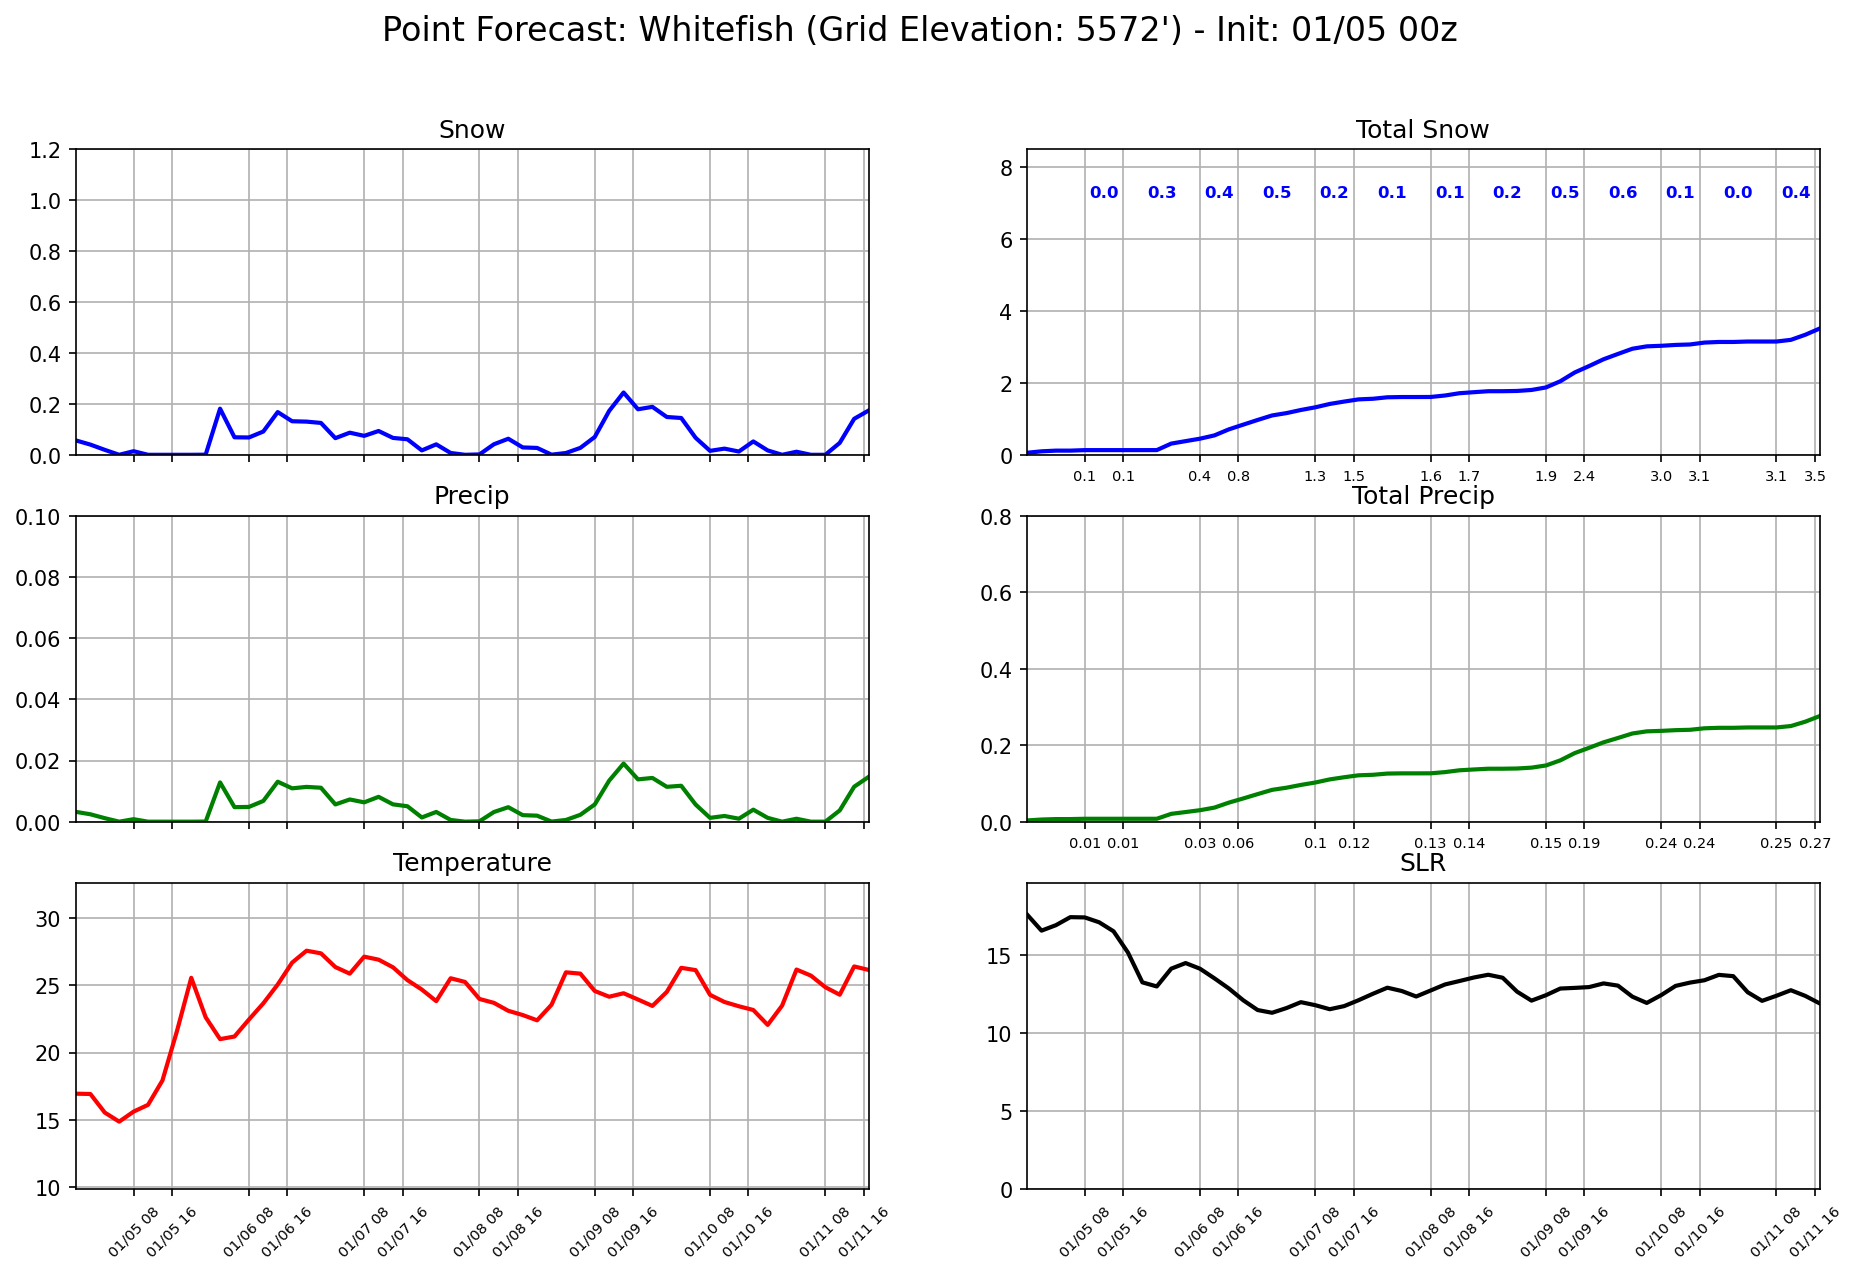 Point Forecast: Whitefish (Grid Elevation: 5572') - Init: 01/05 00z
Snow
1.2
1.0
0.8
0.6
0.4
0.2
0.0
Total Snow
8
6
4
2
0
0.0 0.3 0.4 0.5 0.2 0.1 0.1 0.2 0.5 0.6 0.1 0.0 0.4
0.1 0.1 0.4 0.8 1.3 1.5 1.6 1.7 1.9 2.4 3.0 3.1 3.1 3.5
Precip
0.10
0.08
0.06
0.04
0.02
0.00
Total Precip
0.8
0.6
0.4
0.2
0.0
0.01 0.01 0.03 0.06 0.1 0.12 0.13 0.14 0.15 0.19 0.24 0.24 0.25 0.27
Temperature
30
25
20
15
10
01/05 08 01/05 16 01/06 08 01/06 16 01/07 08 01/07 16 01/08 08 01/08 16 01/09 08 01/09 16 01/10 08 01/10 16 01/11 08 01/11 16
SLR
15
10
5
0
01/05 08 01/05 16 01/06 08 01/06 16 01/07 08 01/07 16 01/08 08 01/08 16 01/09 08 01/09 16 01/10 08 01/10 16 01/11 08 01/11 16